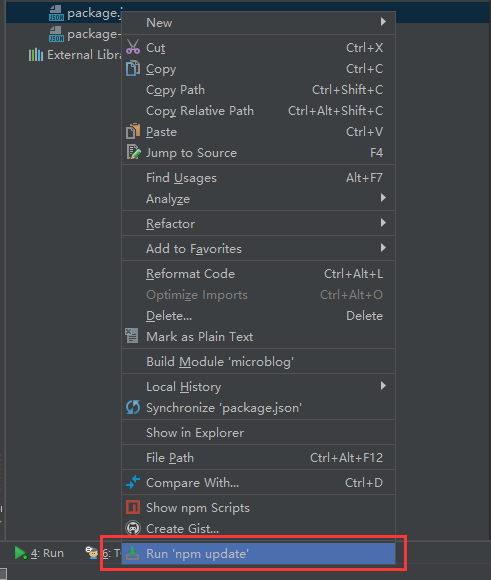 package.j
package-
External Libra
New
Cut Ctrl+X
Copy Ctrl+C
Copy Path Ctrl+Shift+C
Copy Relative Path Ctrl+Alt+Shift+C
Paste Ctrl+V
Jump to Source F4
Find Usages Alt+F7
Analyze
Refactor
Add to Favorites
Reformat Code Ctrl+Alt+L
Optimize Imports Ctrl+Alt+O
Delete... Delete
Mark as Plain Text
Build Module 'microblog'
Local History
Synchronize 'package.json'
Show in Explorer
File Path Ctrl+Alt+F12
Compare With... Ctrl+D
Show npm Scripts
Create Gist...
4: Run 6: T
Run 'npm update'